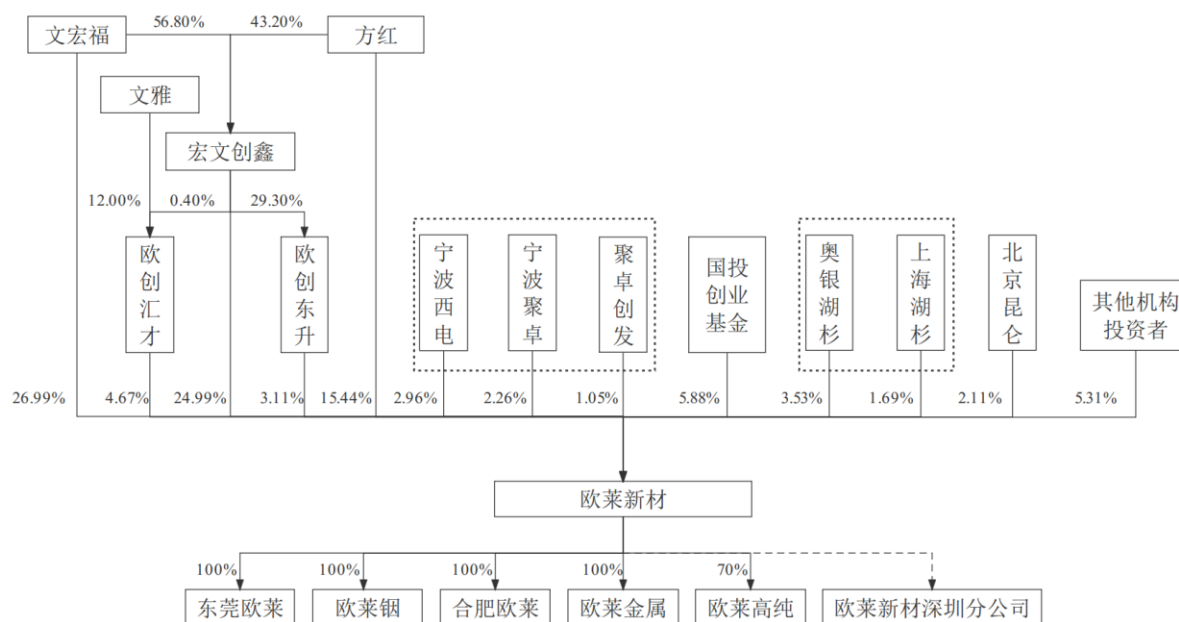 56.80%
43.20%
文宏福
方红
文雅
宏文创鑫
12.00%
0.40%
29.30%
欧创汇才
欧创东升
宁波西电
宁波聚卓
聚卓创发
国投
创业
基金
奥银湖杉
上海湖杉
北京昆仑
其他机构
投资者
26.99%
4.67%
24.99%
3.11%
15.44%
2.96%
2.26%
1.05%
5.88%
3.53%
1.69%
2.11%
5.31%
欧莱新材
100%
100%
100%
100%
70%
东莞欧莱
欧莱铟
合肥欧莱
欧莱金属
欧莱高纯
欧莱新材深圳分公司